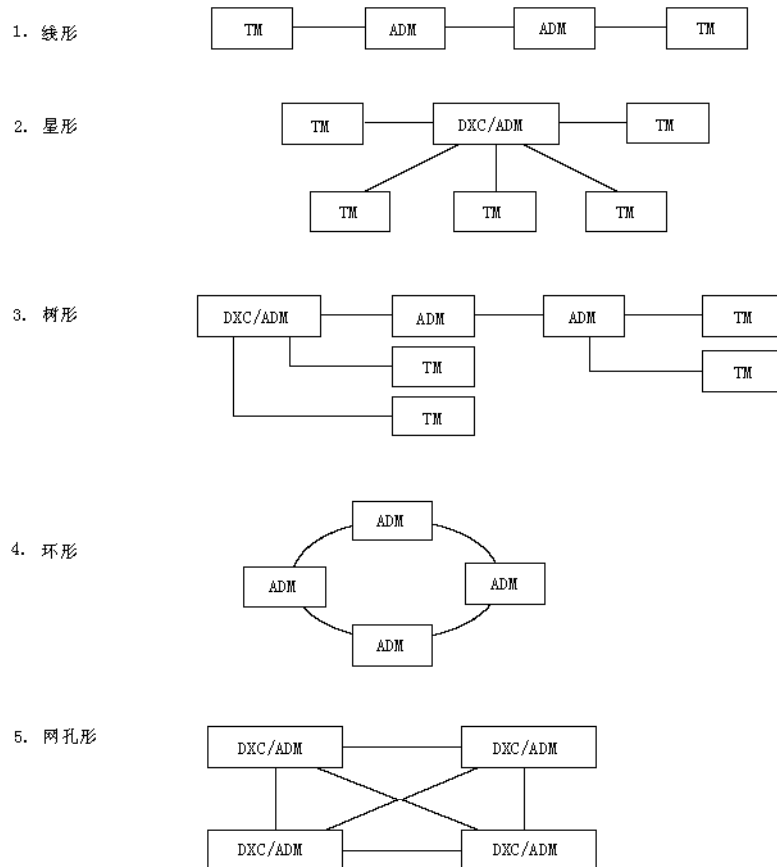 1. 线形 TM ADM ADM TM
2. 星形 TM DXC/ADM TM
TM TM TM
3. 树形 DXC/ADM ADM ADM TM
TM TM
TM
4. 环形 ADM
ADM ADM
ADM
5. 网孔形 DXC/ADM DXC/ADM
DXC/ADM DXC/ADM